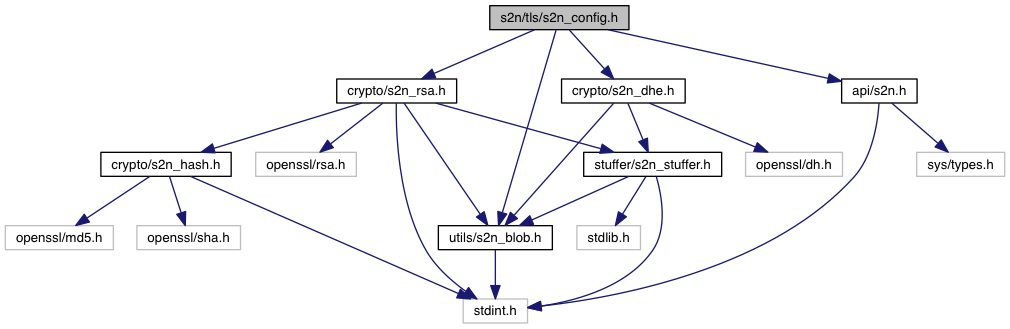 s2n/tls/s2n_config.h
crypto/s2n_rsa.h
crypto/s2n_dhe.h
api/s2n.h
crypto/s2n_hash.h
openssl/rsa.h
stuffer/s2n_stuffer.h
openssl/dh.h
sys/types.h
openssl/md5.h
openssl/sha.h
utils/s2n_blob.h
stdlib.h
stdint.h